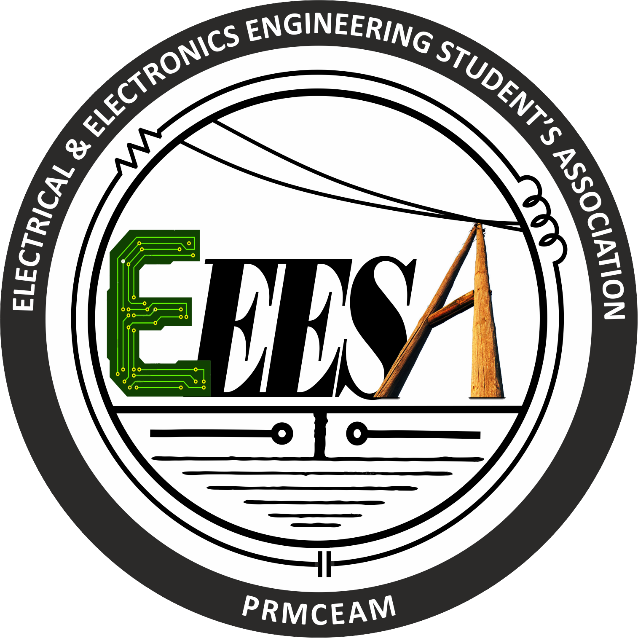 ELECTRICAL & ELECTRONICS ENGINEERING STUDENT'S ASSOCIATION
EEESA
PRMCEAM